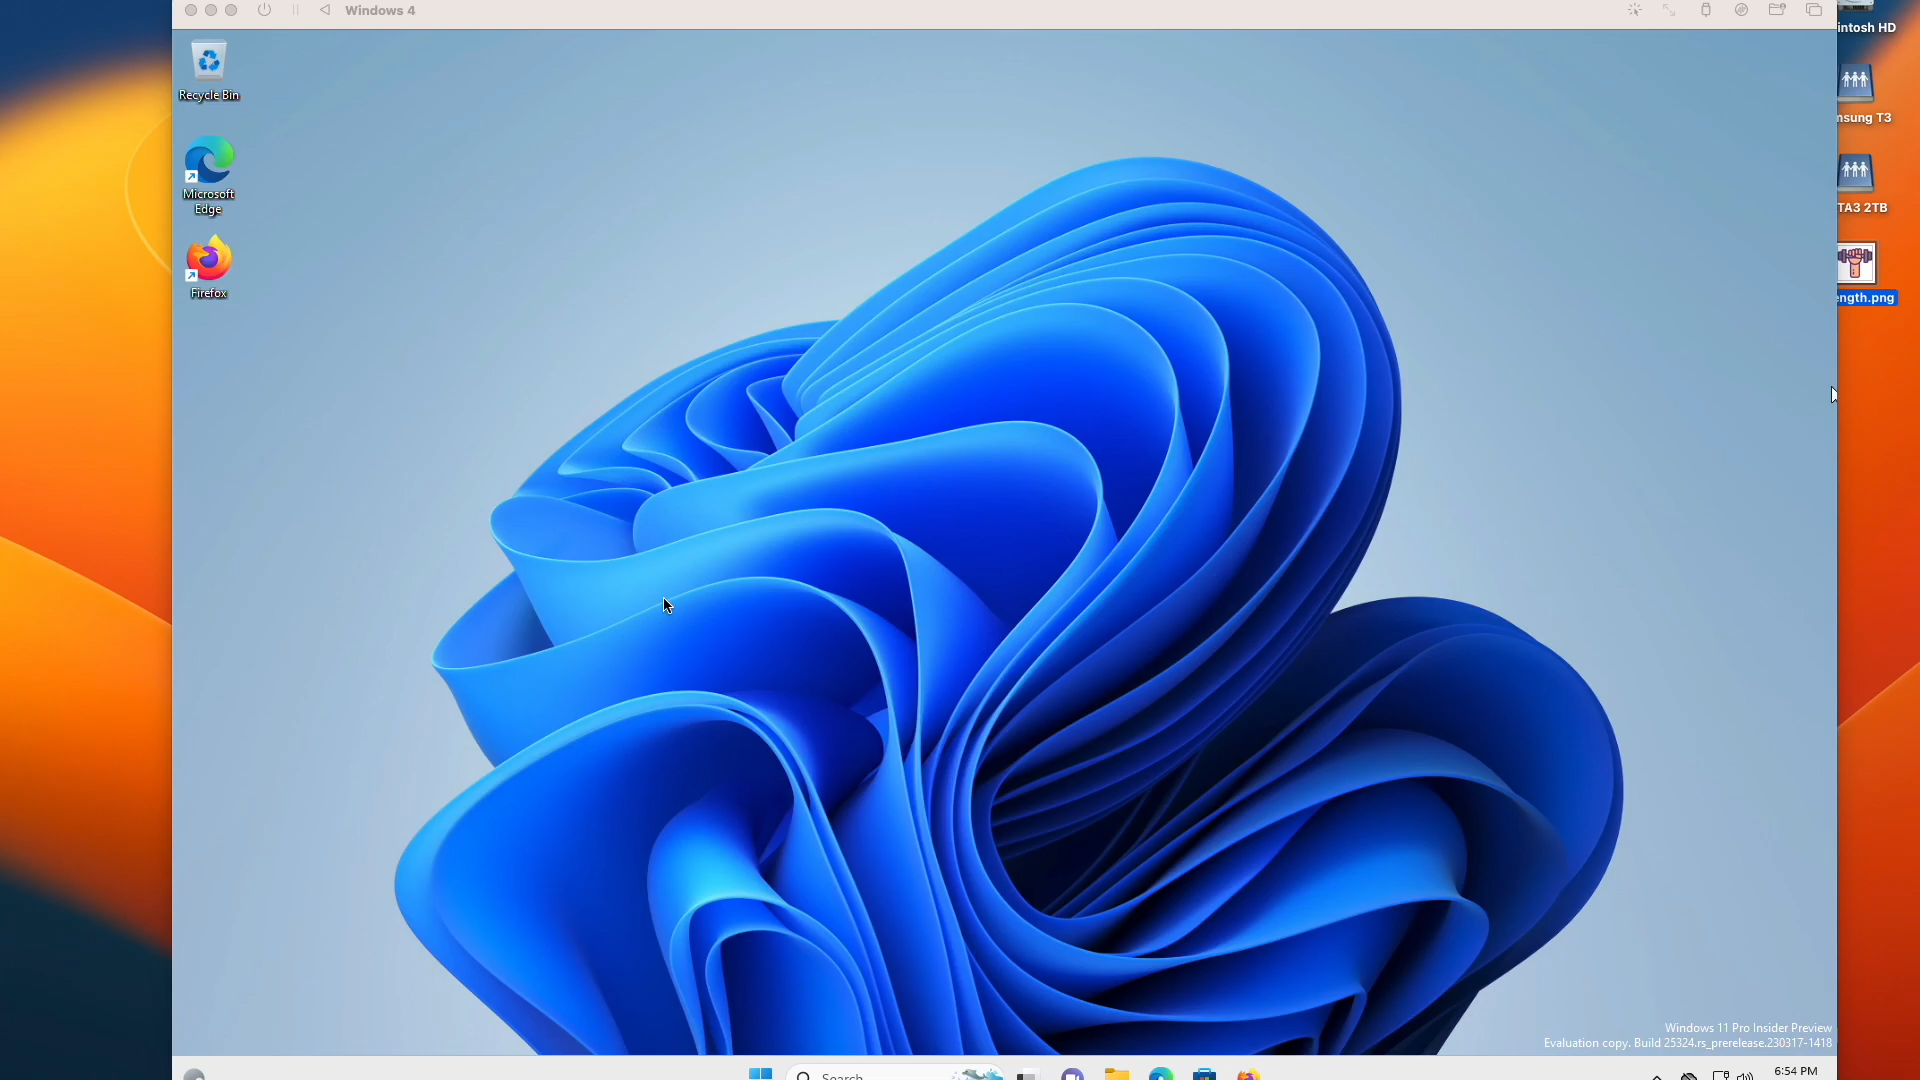 Windows 4
intosh HD
Recycle Bin
msung T3
Microsoft
Edge
TA3 2TB
Firefox
ength.png
Windows 11 Pro Insider Preview
Evaluation copy. Build 25324.rs_prerelease.230317-1418
Search
6:54 PM